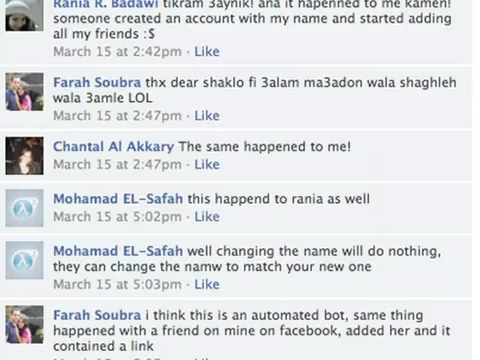 Rania R. Badawi tikram 3aynik! ana it hapenned to me kamen!
someone created an account with my name and started adding
all my friends :$
March 15 at 2:42pm · Like
Farah Soubra thx dear shaklo fi 3alam ma3adon wala shaghleh
wala 3amle LOL
March 15 at 2:47pm · Like
Chantal Al Akkary The same happened to me!
March 15 at 2:47pm · Like
Mohamad EL-Safah this happend to rania as well
March 15 at 5:02pm · Like
Mohamad EL-Safah well changing the name will do nothing,
they can change the namw to match your new one
March 15 at 5:03pm · Like
Farah Soubra i think this is an automated bot, same thing
happened with a friend on mine on facebook, added her and it
contained a link